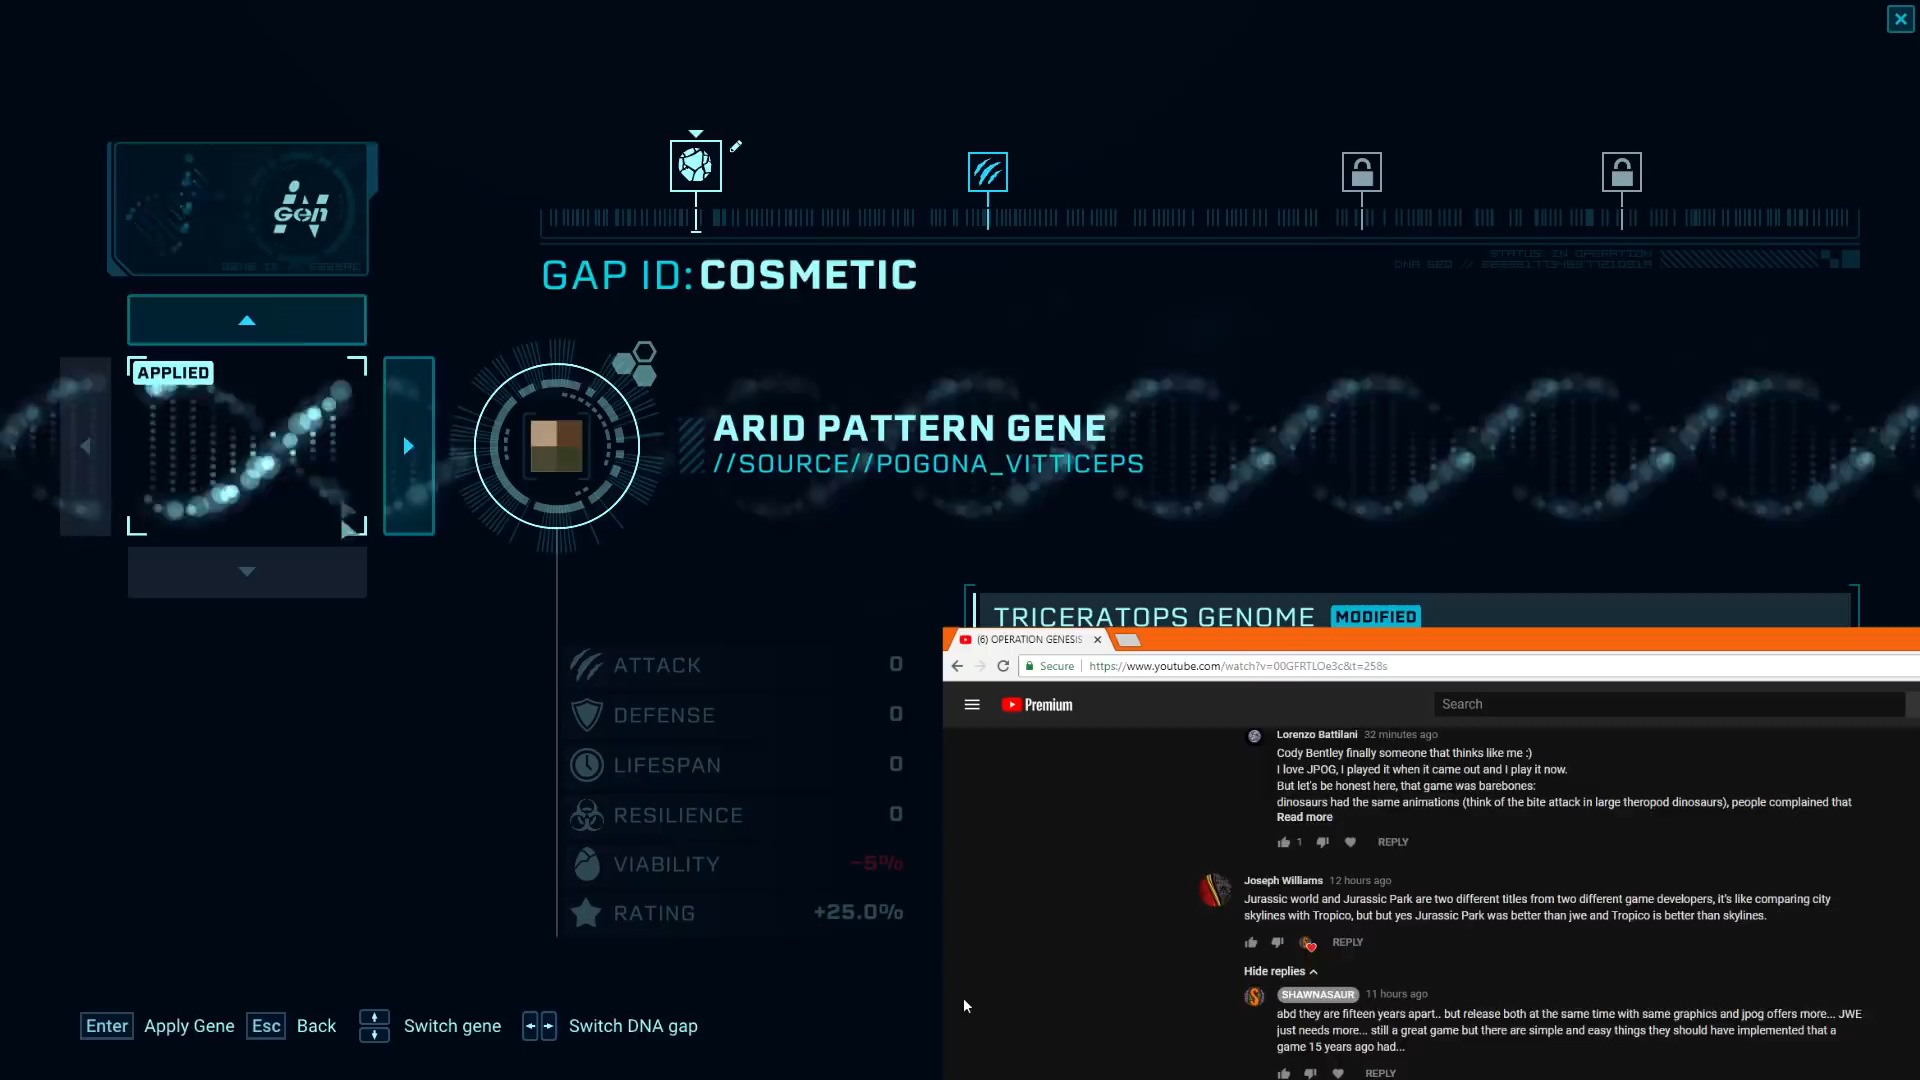 iNGen
GAP ID: COSMETIC
APPLIED
ARID PATTERN GENE
//SOURCE//POGONA_VITTICEPS
TRICERATOPS GENOME MODIFIED
ATTACK 0
DEFENSE 0
LIFESPAN 0
RESILIENCE 0
VIABILITY -5%
RATING +25.0%
Enter Apply Gene Esc Back Switch gene Switch DNA gap
(6) OPERATION GENESIS
Secure https://www.youtube.com/watch?v=00GFRTLOe3c&t=258s
Premium
Search
Lorenzo Battilani 32 minutes ago
Cody Bentley finally someone that thinks like me :)
I love JPOG, I played it when it came out and I play it now.
But let's be honest here, that game was barebones:
dinosaurs had the same animations (think of the bite attack in large theropod dinosaurs), people complained that
Read more
1 REPLY
Joseph Williams 12 hours ago
Jurassic world and Jurassic Park are two different titles from two different game developers, it's like comparing city
skylines with Tropico, but but yes Jurassic Park was better than jwe and Tropico is better than skylines.
REPLY
Hide replies
SHAWNASAUR 11 hours ago
abd they are fifteen years apart.. but release both at the same time with same graphics and jpog offers more... JWE
just needs more... still a great game but there are simple and easy things they should have implemented that a
game 15 years ago had...
REPLY